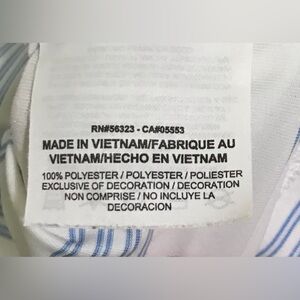 RN#56323 - CA#05553
MADE IN VIETNAM/FABRIQUE AU
VIETNAM/HECHO EN VIETNAM
100% POLYESTER / POLYESTER / POLIESTER
EXCLUSIVE OF DECORATION / DECORATION
NON COMPRISE / NO INCLUYE LA
DECORACION